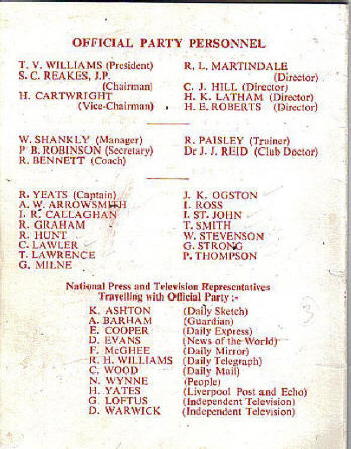 OFFICIAL PARTY PERSONNEL
T. V. WILLIAMS (President)
S. C. REAKES, J.P.
(Chairman)
H. CARTWRIGHT
(Vice-Chairman)
R. L. MARTINDALE
(Director)
C. J. HILL (Director)
H. K. LATHAM (Director)
H. E. ROBERTS (Director)
W. SHANKLY (Manager)
P. B. ROBINSON (Secretary)
R. BENNETT (Coach)
R. PAISLEY (Trainer)
Dr J. J. REID (Club Doctor)
R. YEATS (Captain)
A. W. ARROWSMITH
I. R. CALLAGHAN
R. GRAHAM
R. HUNT
C. LAWLER
T. LAWRENCE
G. MILNE
J. K. OGSTON
I. ROSS
I. ST. JOHN
T. SMITH
W. STEVENSON
G. STRONG
P. THOMPSON
National Press and Television Representatives
Travelling with Official Party :-
K. ASHTON (Daily Sketch)
A. BARHAM (Guardian)
E. COOPER (Daily Express)
D. EVANS (News of the World)
F. McGHEE (Daily Mirror)
R. H. WILLIAMS (Daily Telegraph)
C. WOOD (Daily Mail)
N. WYNNE (People)
H. YATES (Liverpool Post and Echo)
G. LOFTUS (Independent Television)
D. WARWICK (Independent Television)
3